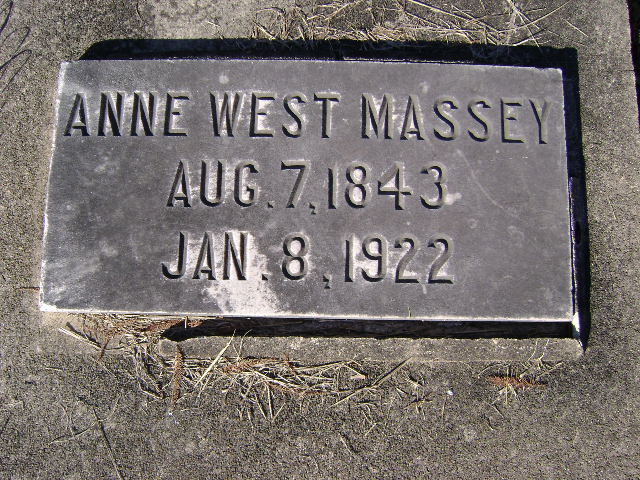 ANNE WEST MASSEY
AUG. 7, 1843
JAN. 8, 1922